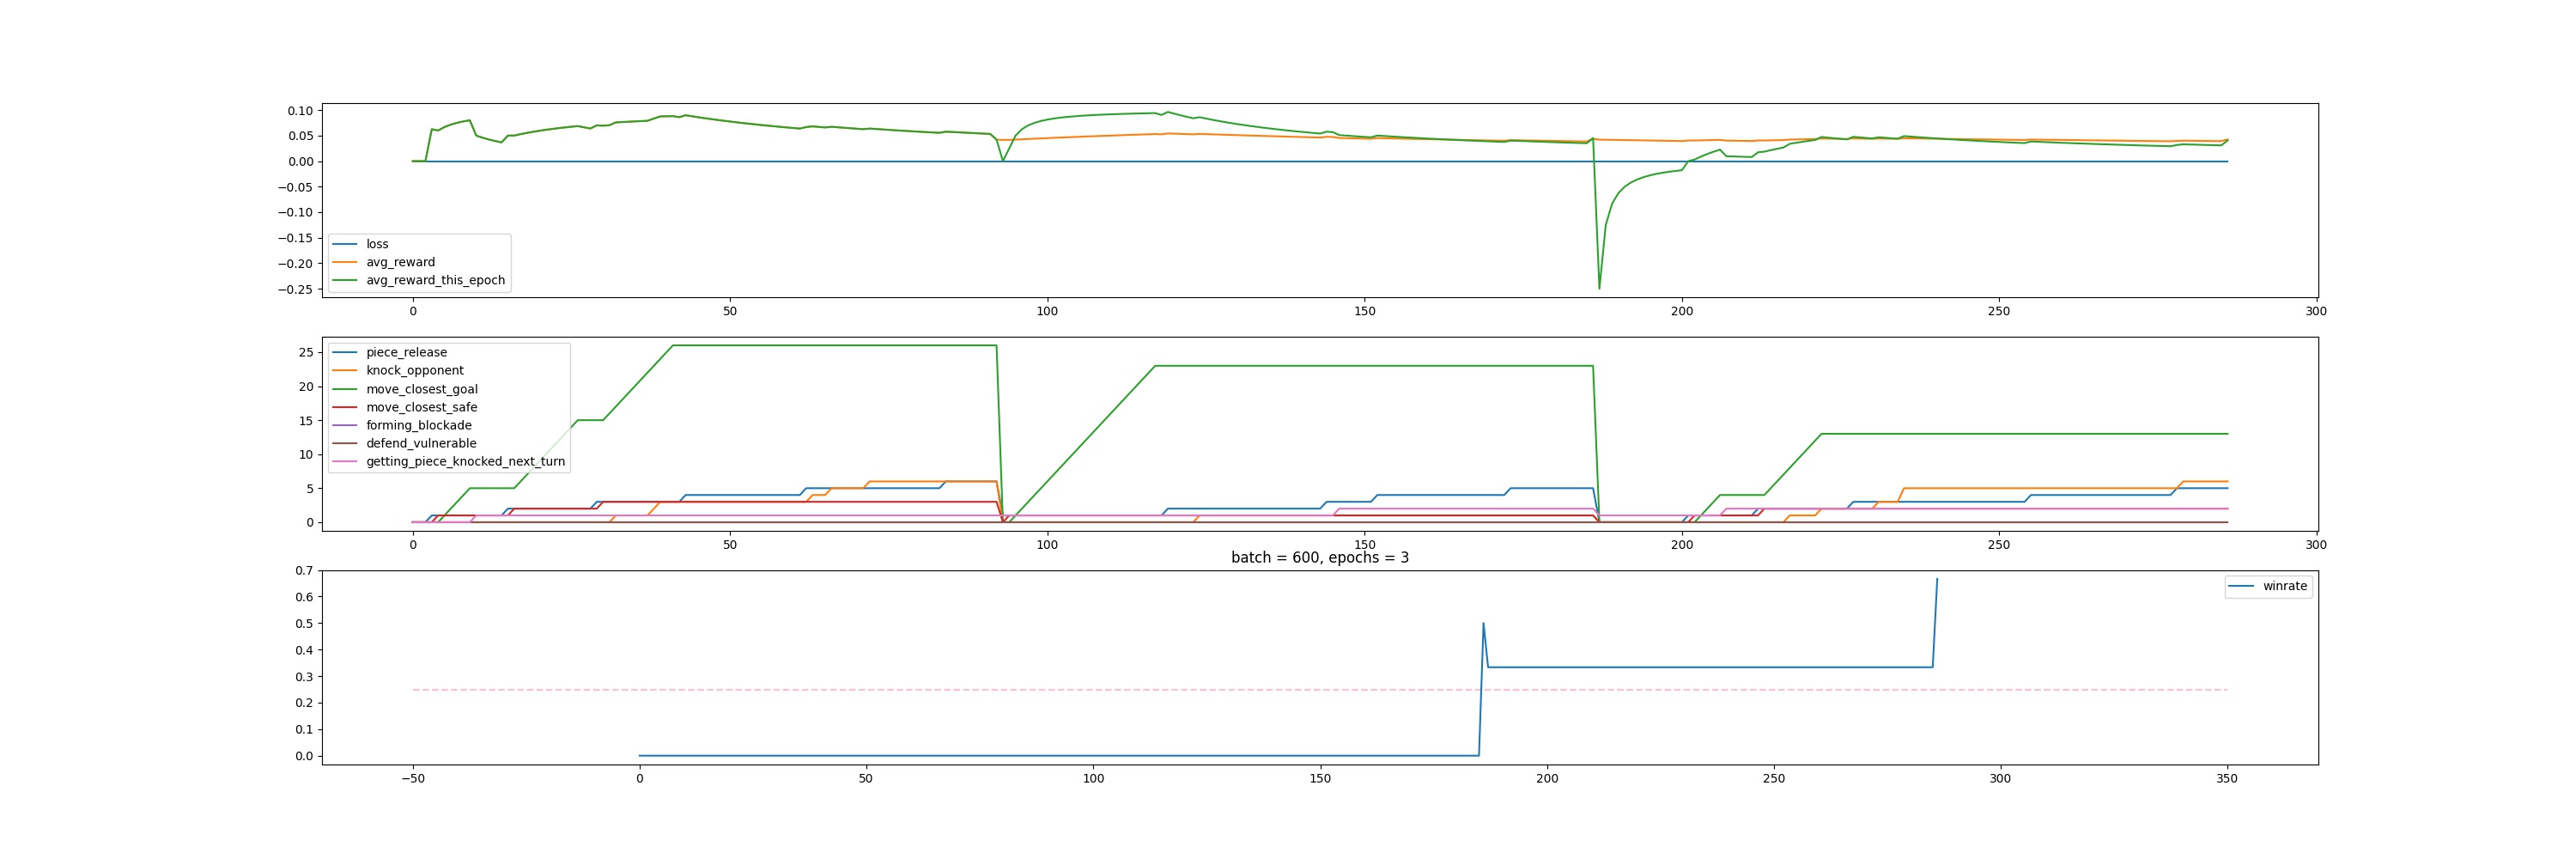 0.10
0.05
0.00
−0.05
−0.10
−0.15
−0.20
−0.25
loss
avg_reward
avg_reward_this_epoch
0 50 100 150 200 250 300
25
20
15
10
5
0
piece_release
knock_opponent
move_closest_goal
move_closest_safe
forming_blockade
defend_vulnerable
getting_piece_knocked_next_turn
0 50 100 150 200 250 300
batch = 600, epochs = 3
0.7
0.6
0.5
0.4
0.3
0.2
0.1
0.0
winrate
−50 0 50 100 150 200 250 300 350